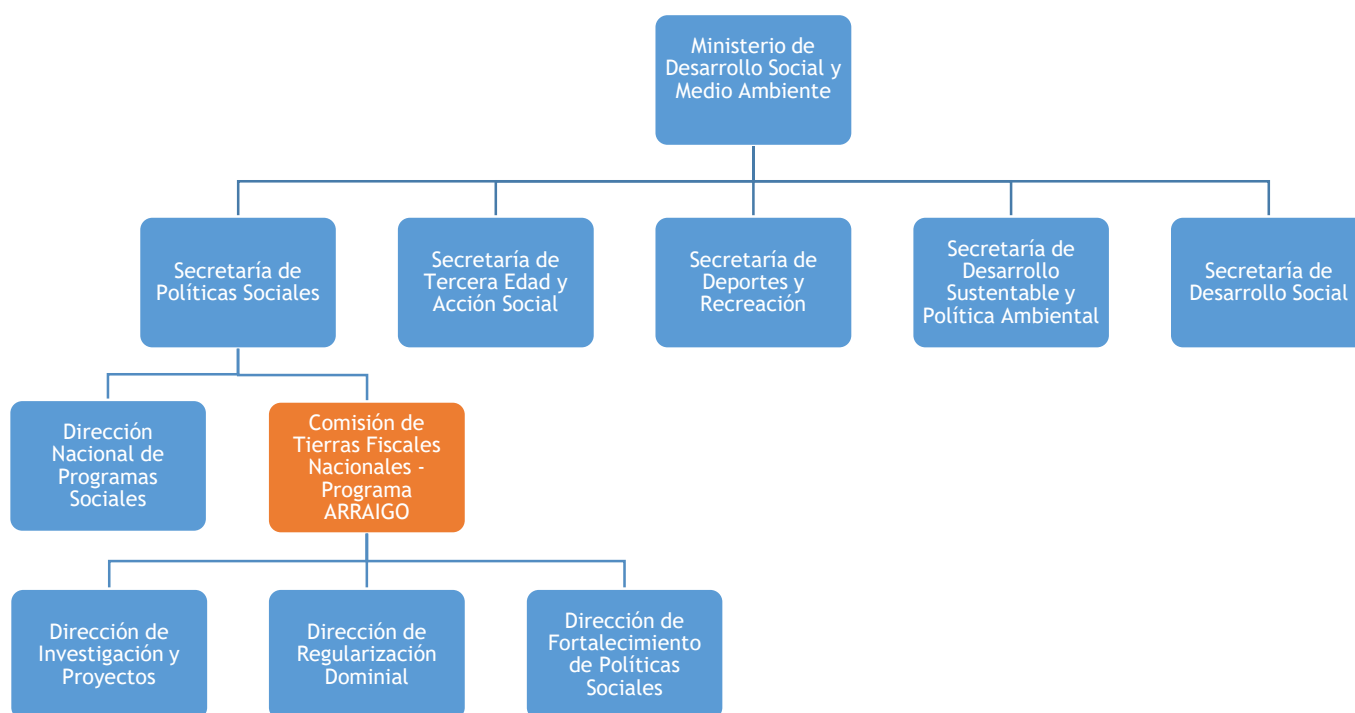 Ministerio de
Desarrollo Social y
Medio Ambiente
Secretaría de
Políticas Sociales
Secretaría de
Tercera Edad y
Acción Social
Secretaría de
Deportes y
Recreación
Secretaría de
Desarrollo
Sustentable y
Política Ambiental
Secretaría de
Desarrollo Social
Dirección
Nacional de
Programas
Sociales
Comisión de
Tierras Fiscales
Nacionales -
Programa
ARRAIGO
Dirección de
Investigación y
Proyectos
Dirección de
Regularización
Dominial
Dirección de
Fortalecimiento
de Políticas
Sociales